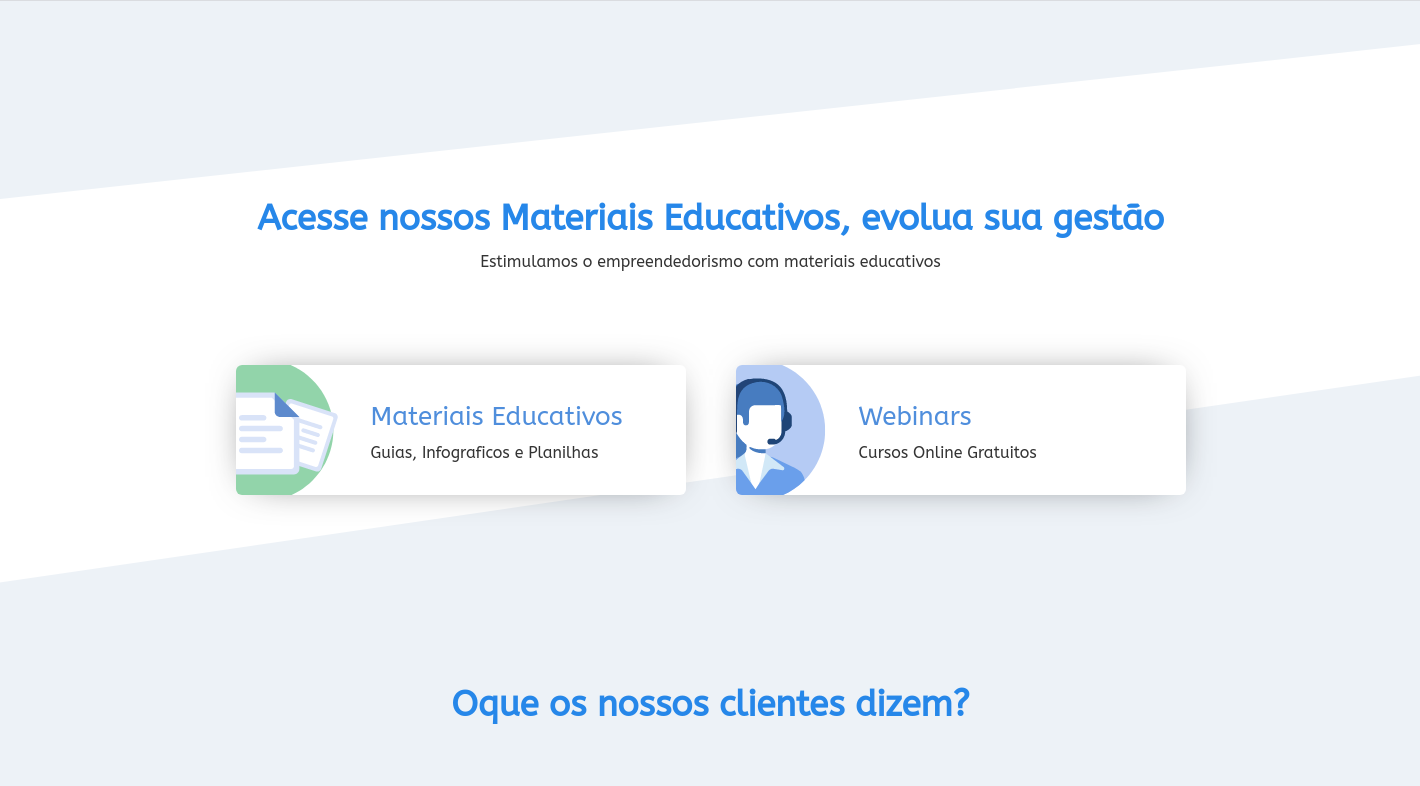 Acesse nossos Materiais Educativos, evolua sua gestão
Estimulamos o empreendedorismo com materiais educativos
Materiais Educativos
Guias, Infograficos e Planilhas
Webinars
Cursos Online Gratuitos
Oque os nossos clientes dizem?